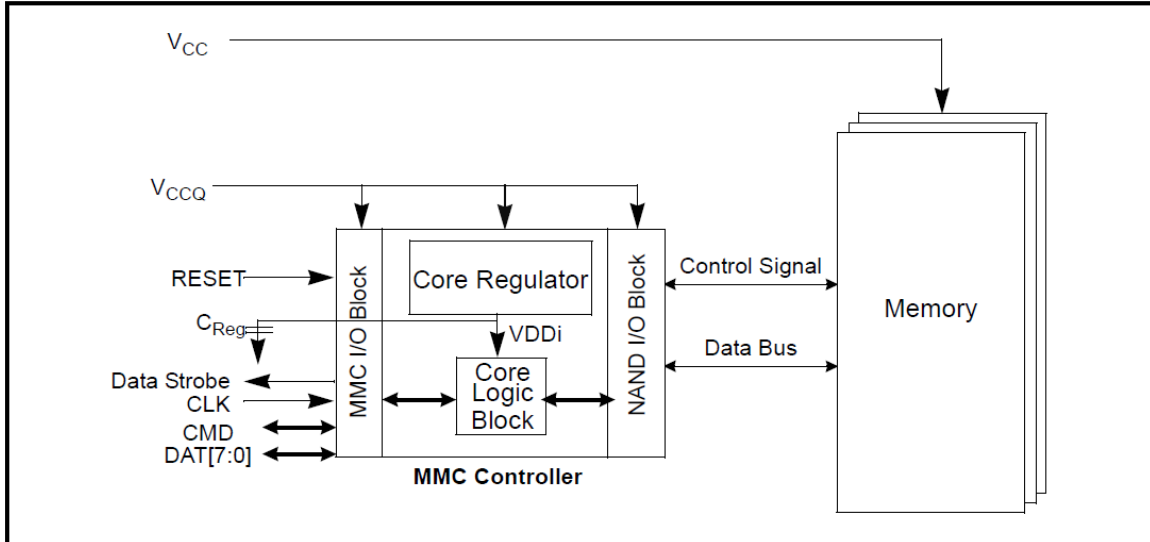 VCC
VCCQ
RESET
CReg
Data Strobe
CLK
CMD
DAT[7:0]
MMC I/O Block
Core Regulator
VDDi
Core
Logic
Block
NAND I/O Block
MMC Controller
Control Signal
Data Bus
Memory